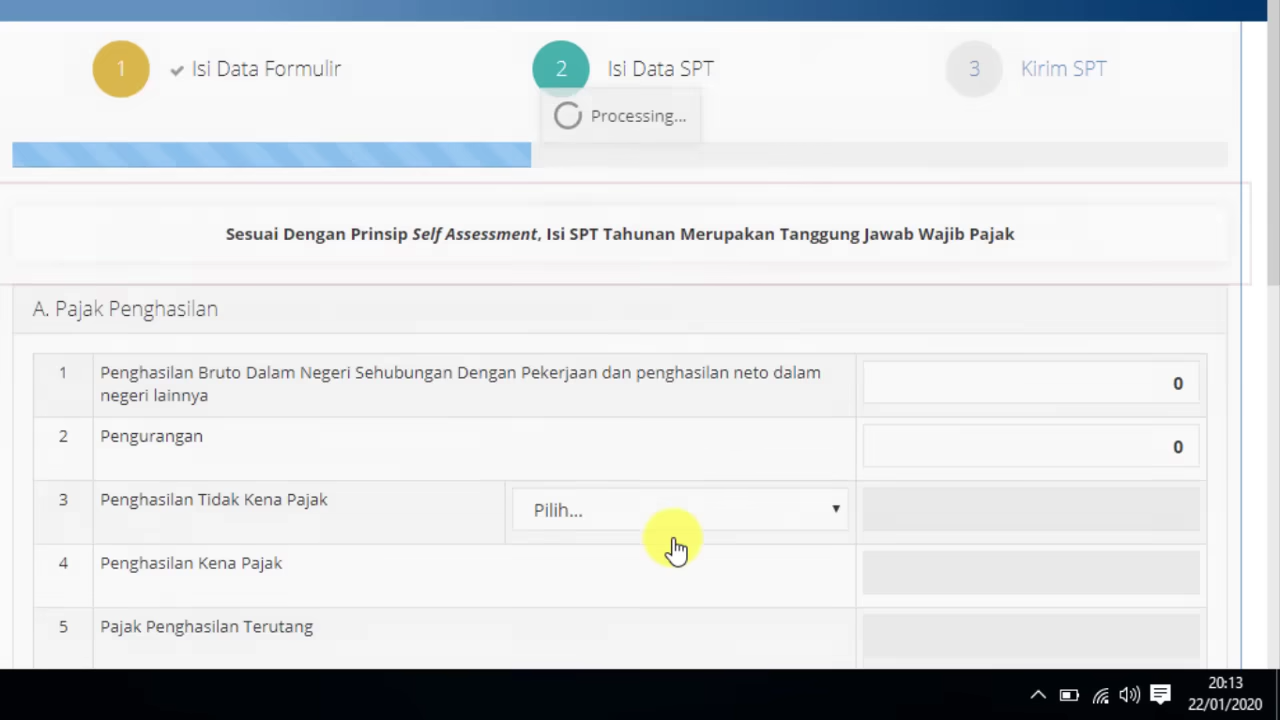 1 Isi Data Formulir 2 Isi Data SPT 3 Kirim SPT
Processing...
Sesuai Dengan Prinsip Self Assessment, Isi SPT Tahunan Merupakan Tanggung Jawab Wajib Pajak
A. Pajak Penghasilan
1 Penghasilan Bruto Dalam Negeri Sehubungan Dengan Pekerjaan dan penghasilan neto dalam 0
negeri lainnya
2 Pengurangan 0
3 Penghasilan Tidak Kena Pajak Pilih...
4 Penghasilan Kena Pajak
5 Pajak Penghasilan Terutang
20:13
22/01/2020